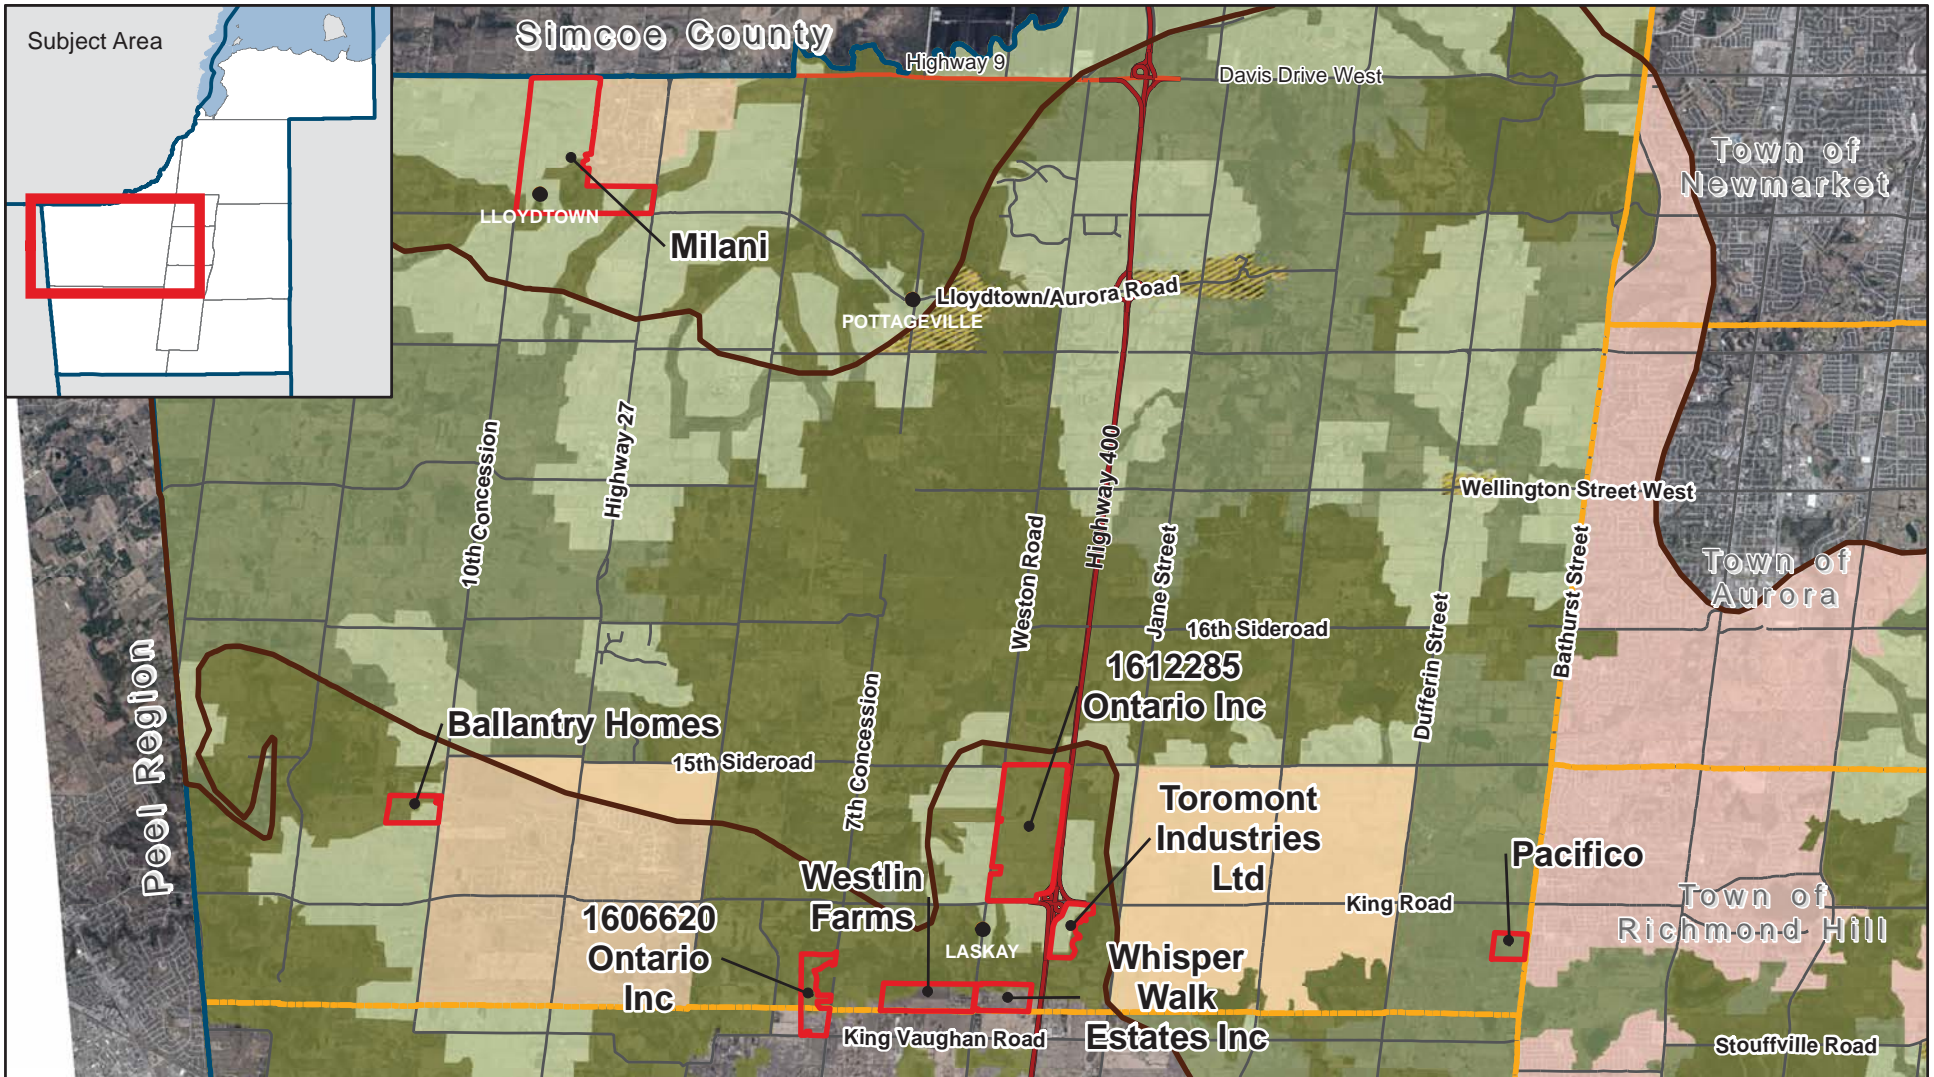 Subject Area
Simcoe County
Highway 9
Davis Drive West
Town of
Newmarket
LLOYDTOWN
Milani
Lloydtown/Aurora Road
POTTAGEVILLE
10th Concession
Highway 27
Highway 400
Wellington Street West
Weston Road
Jane Street
Bathurst Street
Town of
Aurora
16th Sideroad
Dufferin Street
1612285
Ontario Inc
Peel Region
Ballantry Homes
15th Sideroad
7th Concession
Toromont
Industries
Ltd
Pacifico
Westlin
Farms
King Road
Town of
Richmond Hill
1606620
Ontario
Inc
LASKAY
Whisper
Walk
Estates Inc
King Vaughan Road
Stouffville Road